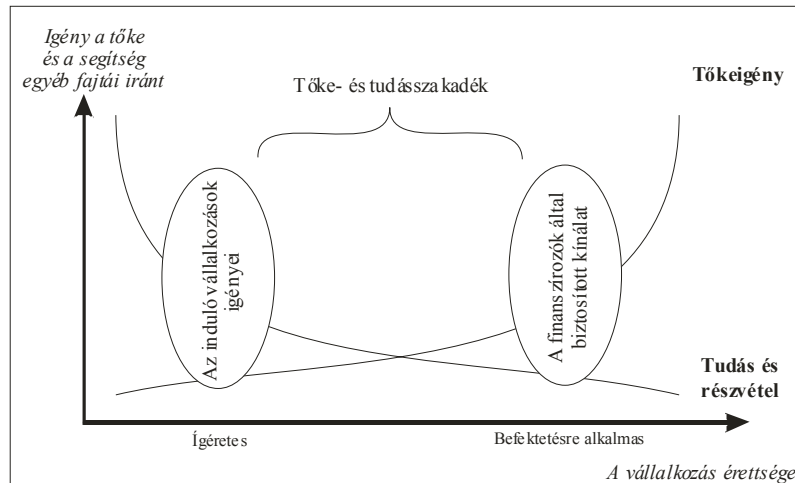 Igény a tőke
és a segítség
egyéb fajtái iránt
Tőke- és tudásszakadék
Tőkeigény
Az induló vállalkozások
igényei
A finanszírozók által
biztosított kínálat
Tudás és
részvétel
Ígéretes
Befektetésre alkalmas
A vállalkozás érettsége